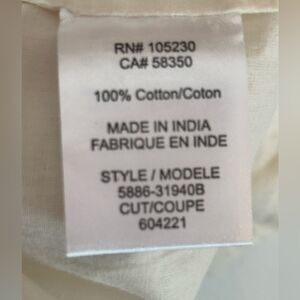 RN# 105230
CA# 58350
100% Cotton/Coton
MADE IN INDIA
FABRIQUE EN INDE
STYLE / MODELE
5886-31940B
CUT/COUPE
604221